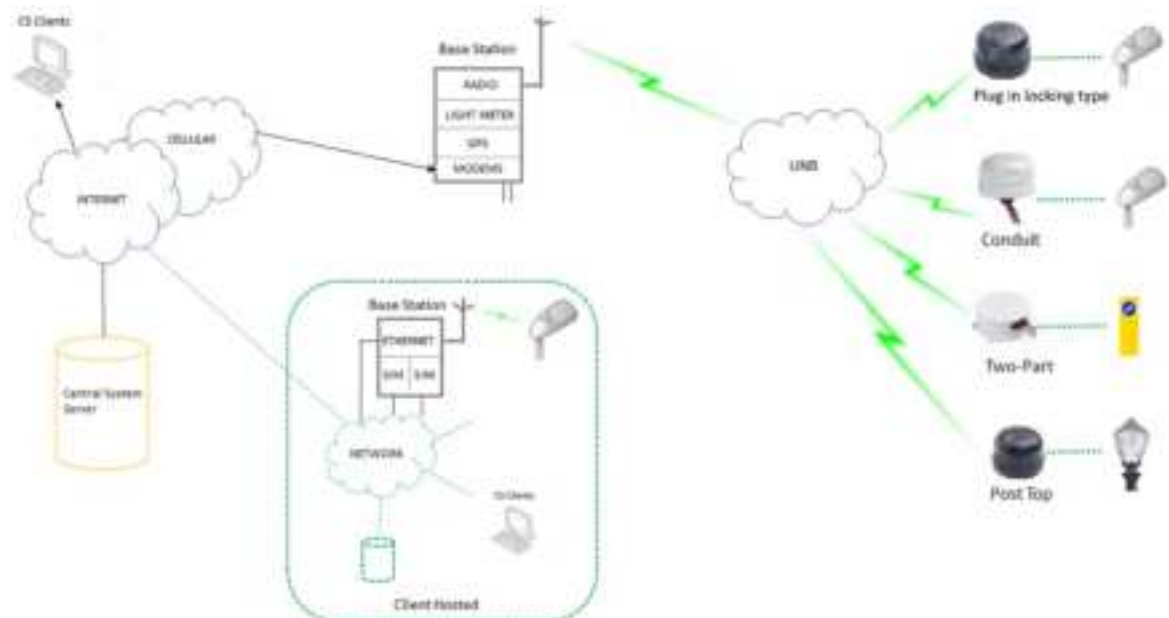 CS Clients
Base Station
RADIO
LIGHT METER
GPS
MODEMS
CELLULAR
INTERNET
UNB
Plug in locking type
Conduit
Two-Part
Post Top
Central System
Server
Base Station
ETHERNET
SIM SIM
NETWORK
CS Clients
Client Hosted